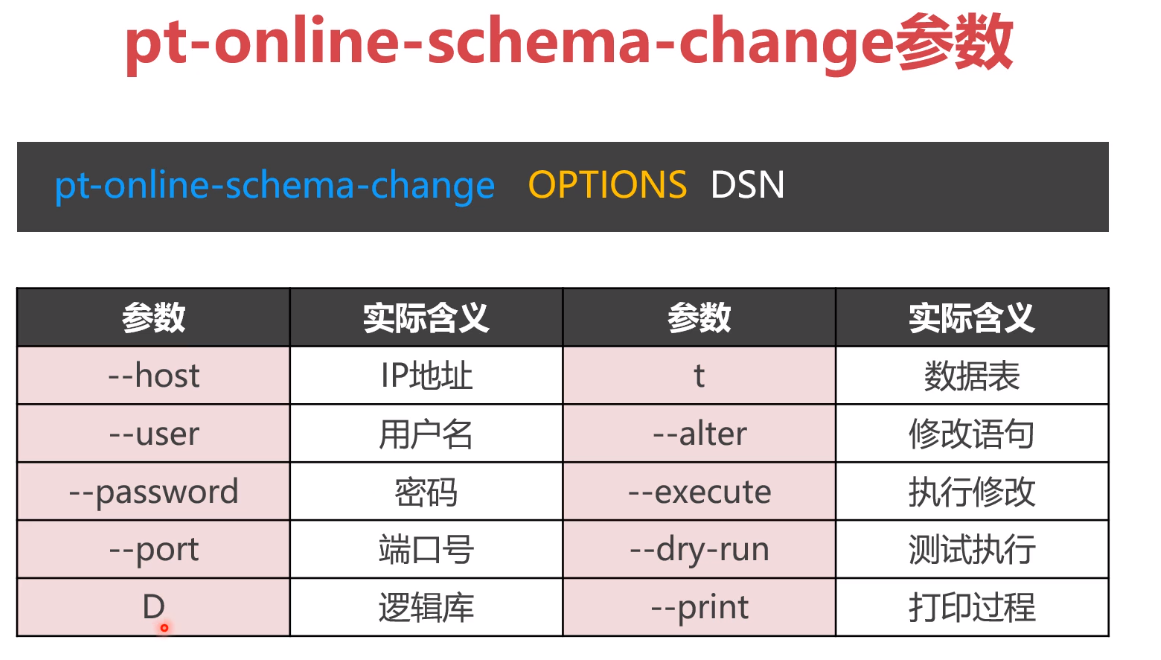 pt-online-schema-change参数
pt-online-schema-change OPTIONS DSN
参数 实际含义 参数 实际含义
--host IP地址 t 数据表
--user 用户名 --alter 修改语句
--password 密码 --execute 执行修改
--port 端口号 --dry-run 测试执行
D 逻辑库 --print 打印过程